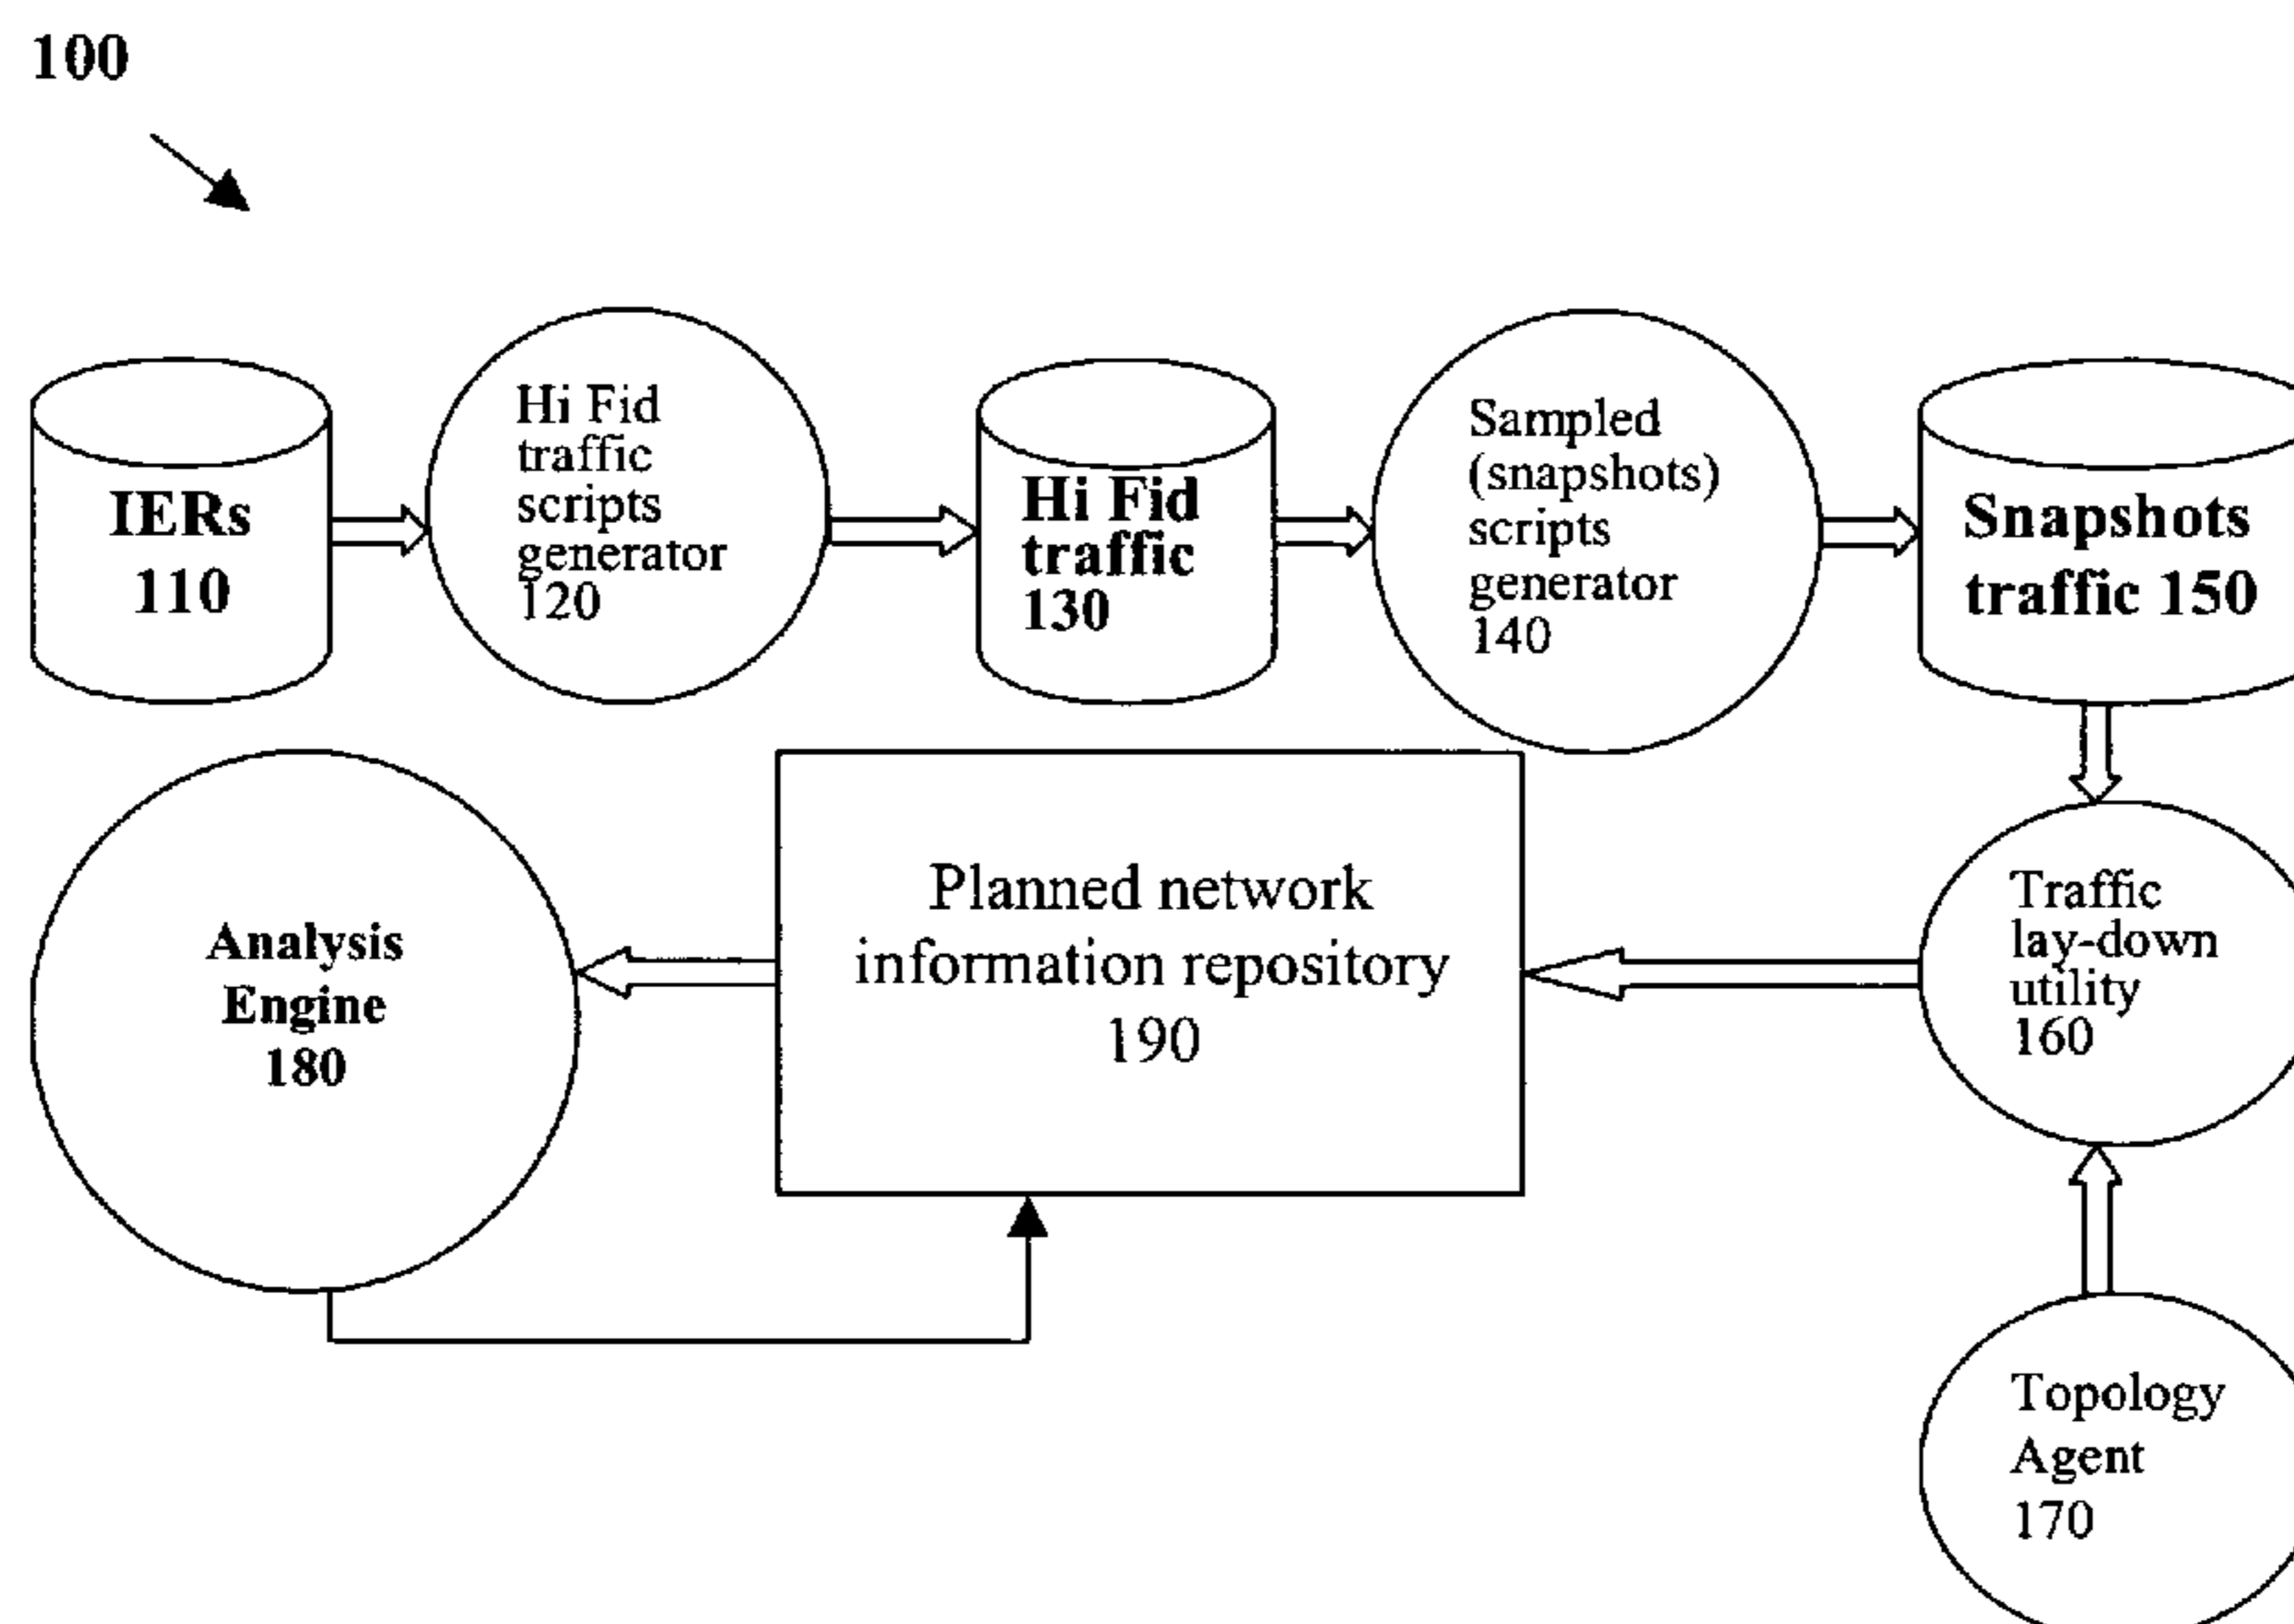 100
IERs
110
Hi Fid
traffic
scripts
generator
120
Hi Fid
traffic
130
Sampled
(snapshots)
scripts
generator
140
Snapshots
traffic 150
Analysis
Engine
180
Planned network
information repository
190
Traffic
lay-down
utility
160
Topology
Agent
170